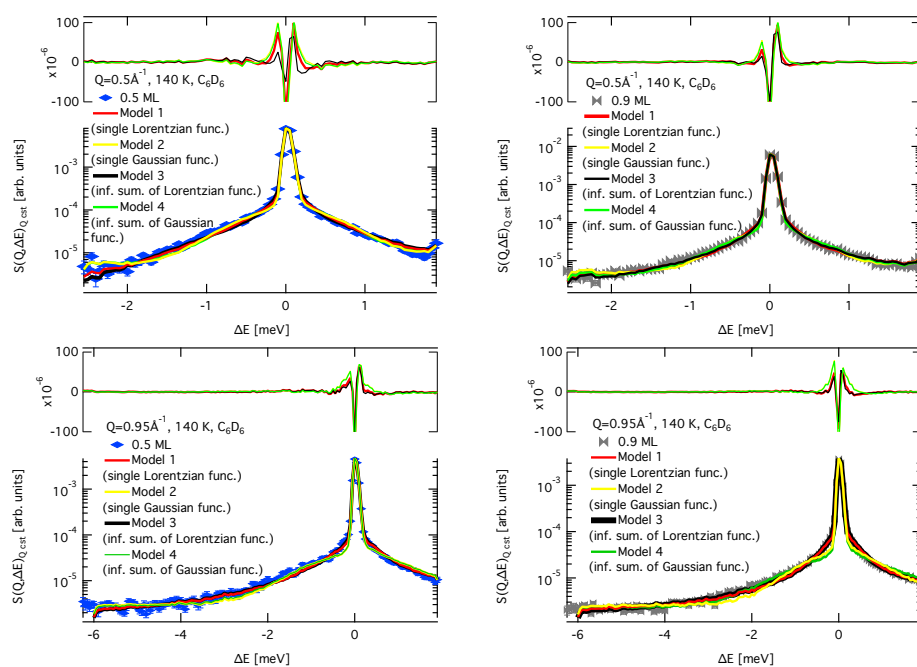 100
0
-100
x10⁻⁶
Q=0.5Å⁻¹, 140 K, C₆D₆
0.5 ML
Model 1
(single Lorentzian func.)
Model 2
(single Gaussian func.)
Model 3
(inf. sum of Lorentzian func.)
Model 4
(inf. sum of Gaussian
func.)
10⁻³
10⁻⁴
10⁻⁵
S(Q,ΔE)Q cst [arb. units]
-2 -1 0 1
ΔE [meV]
100
0
-100
x10⁻⁶
Q=0.5Å⁻¹, 140 K, C₆D₆
0.9 ML
Model 1
(single Lorentzian func.)
Model 2
(single Gaussian func.)
Model 3
(inf. sum of Lorentzian func.)
Model 4
(inf. sum of Gaussian func.)
10⁻²
10⁻³
10⁻⁴
10⁻⁵
S(Q,ΔE)Q cst [arb. units]
-2 -1 0 1
ΔE [meV]
100
0
-100
x10⁻⁶
Q=0.95Å⁻¹, 140 K, C₆D₆
0.5 ML
Model 1
(single Lorentzian func.)
Model 2
(single Gaussian func.)
Model 3
(inf. sum of Lorentzian func.)
Model 4
(inf. sum of Gaussian func.)
10⁻³
10⁻⁴
10⁻⁵
S(Q,ΔE)Q cst [arb. units]
-6 -4 -2 0
ΔE [meV]
100
0
-100
x10⁻⁶
Q=0.95Å⁻¹, 140 K, C₆D₆
0.9 ML
Model 1
(single Lorentzian func.)
Model 2
(single Gaussian func.)
Model 3
(inf. sum of Lorentzian func.)
Model 4
(inf. sum of Gaussian func.)
10⁻³
10⁻⁴
10⁻⁵
S(Q,ΔE)Q cst [arb. units]
-6 -4 -2 0
ΔE [meV]